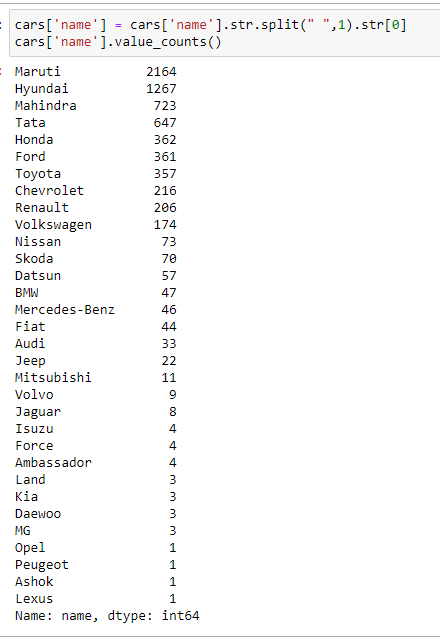 cars['name'] = cars['name'].str.split(" ",1).str[0]
cars['name'].value_counts()
Maruti 2164
Hyundai 1267
Mahindra 723
Tata 647
Honda 362
Ford 361
Toyota 357
Chevrolet 216
Renault 206
Volkswagen 174
Nissan 73
Skoda 70
Datsun 57
BMW 47
Mercedes-Benz 46
Fiat 44
Audi 33
Jeep 22
Mitsubishi 11
Volvo 9
Jaguar 8
Isuzu 4
Force 4
Ambassador 4
Land 3
Kia 3
Daewoo 3
MG 3
Opel 1
Peugeot 1
Ashok 1
Lexus 1
Name: name, dtype: int64